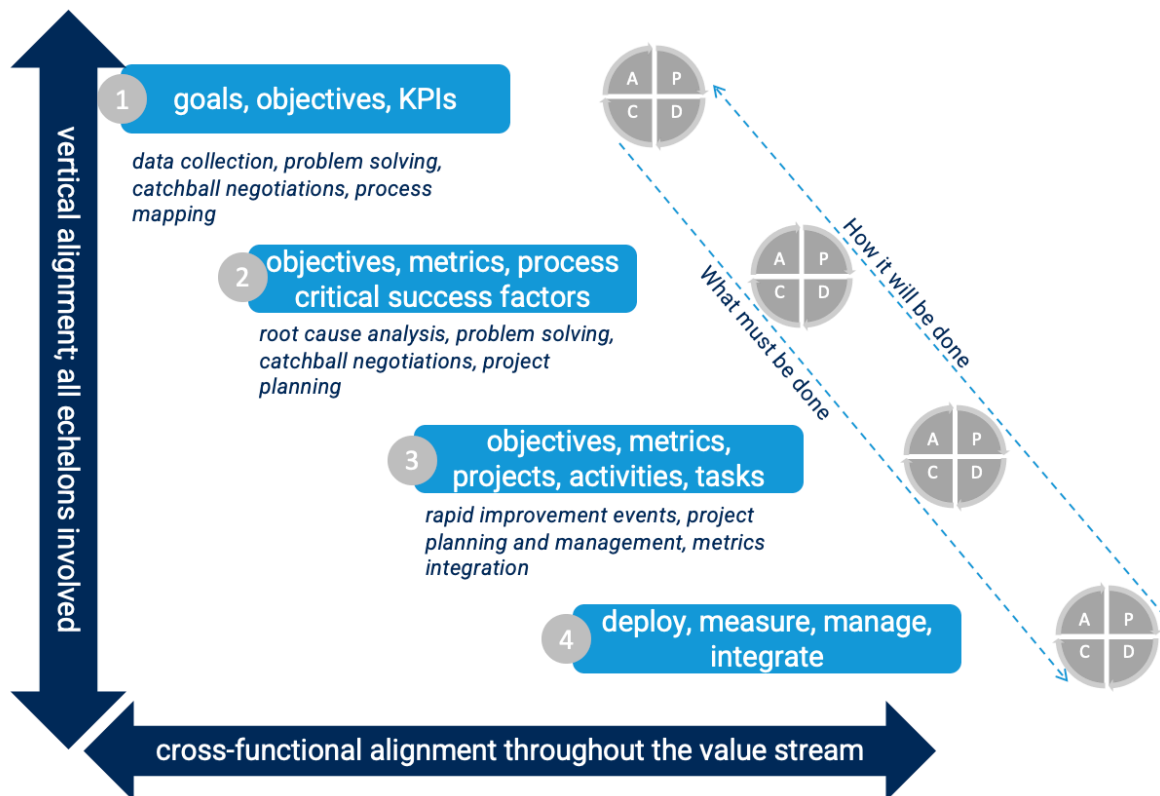 vertical alignment; all echelons involved
1
goals, objectives, KPIs
data collection, problem solving,
catchball negotiations, process
mapping
A P
C D
2
objectives, metrics, process
critical success factors
root cause analysis, problem solving,
catchball negotiations, project
planning
A P
C D
How it will be done
What must be done
3
objectives, metrics,
projects, activities, tasks
rapid improvement events, project
planning and management, metrics
integration
A P
C D
4
deploy, measure, manage,
integrate
A P
C D
cross-functional alignment throughout the value stream